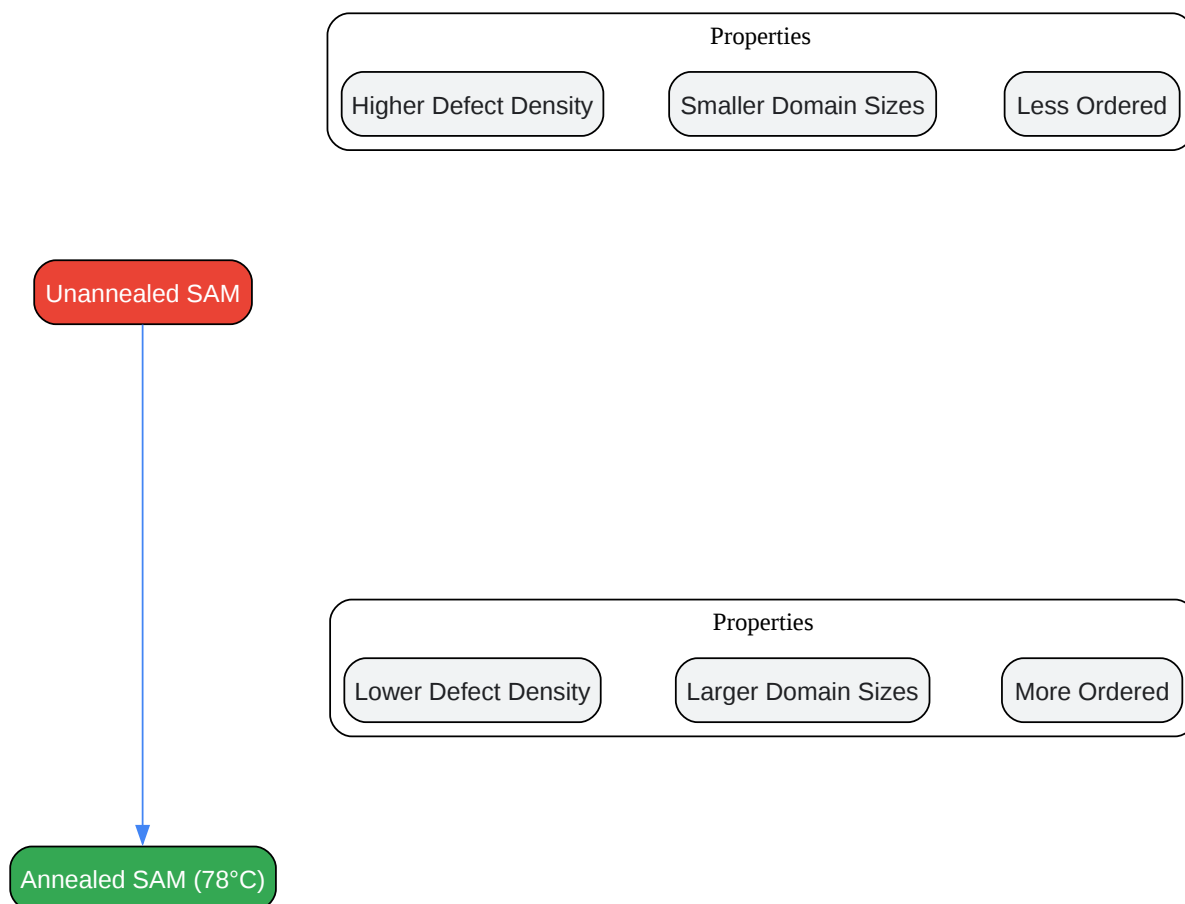 Properties
Higher Defect Density
Smaller Domain Sizes
Less Ordered
Unannealed SAM
Properties
Lower Defect Density
Larger Domain Sizes
More Ordered
Annealed SAM (78°C)